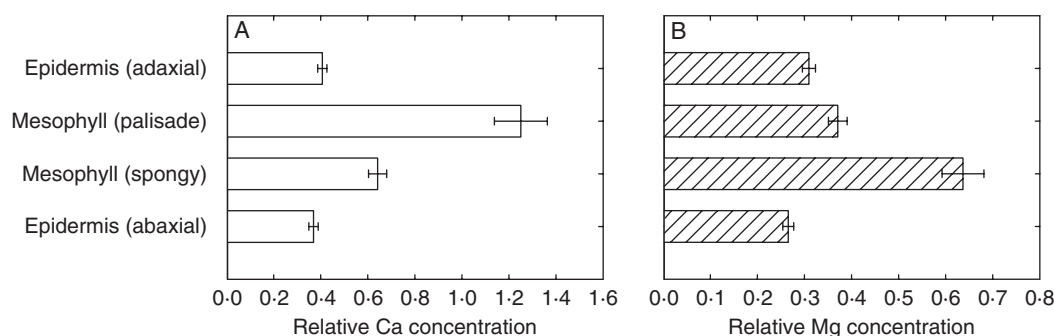 A
B
Epidermis (adaxial)
Mesophyll (palisade)
Mesophyll (spongy)
Epidermis (abaxial)
0·0 0·2 0·4 0·6 0·8 1·0 1·2 1·4 1·6
0·0 0·1 0·2 0·3 0·4 0·5 0·6 0·7 0·8
Relative Ca concentration
Relative Mg concentration